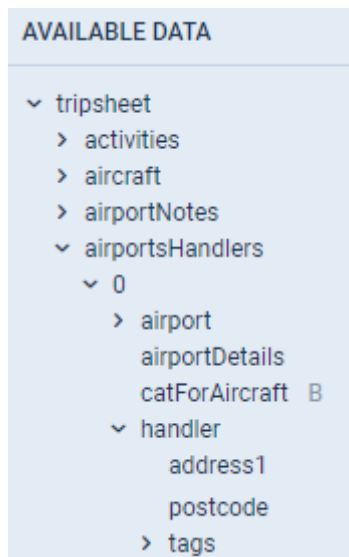 AVAILABLE DATA
tripsheet
activities
aircraft
airportNotes
airportsHandlers
0
airport
airportDetails
catForAircraft B
handler
address1
postcode
tags